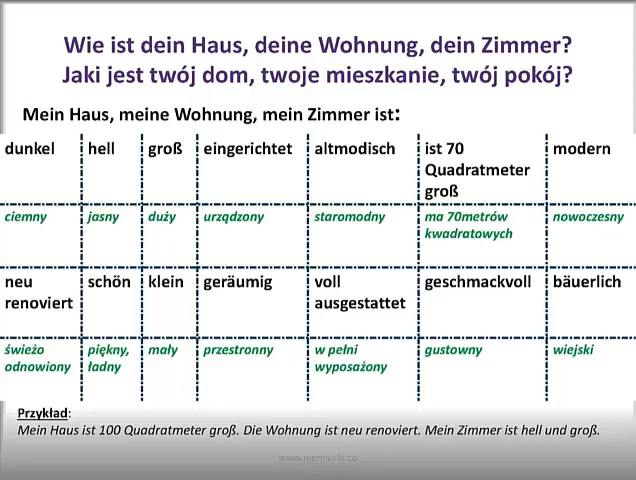 Wie ist dein Haus, deine Wohnung, dein Zimmer?
Jaki jest twój dom, twoje mieszkanie, twój pokój?
Mein Haus, meine Wohnung, mein Zimmer ist:
dunkel hell groß eingerichtet altmodisch ist 70 modern
Quadratmeter
groß
ciemny jasny duży urządzony staromodny ma 70metrów nowoczesny
kwadratowych
neu schön klein geräumig voll geschmackvoll bäuerlich
renoviert ausgestattet
świeżo piękny, mały przestronny w pełni gustowny wiejski
odnowiony ładny wyposażony
Przykład:
Mein Haus ist 100 Quadratmeter groß. Die Wohnung ist neu renoviert. Mein Zimmer ist hell und groß.
www.niemiecki.co